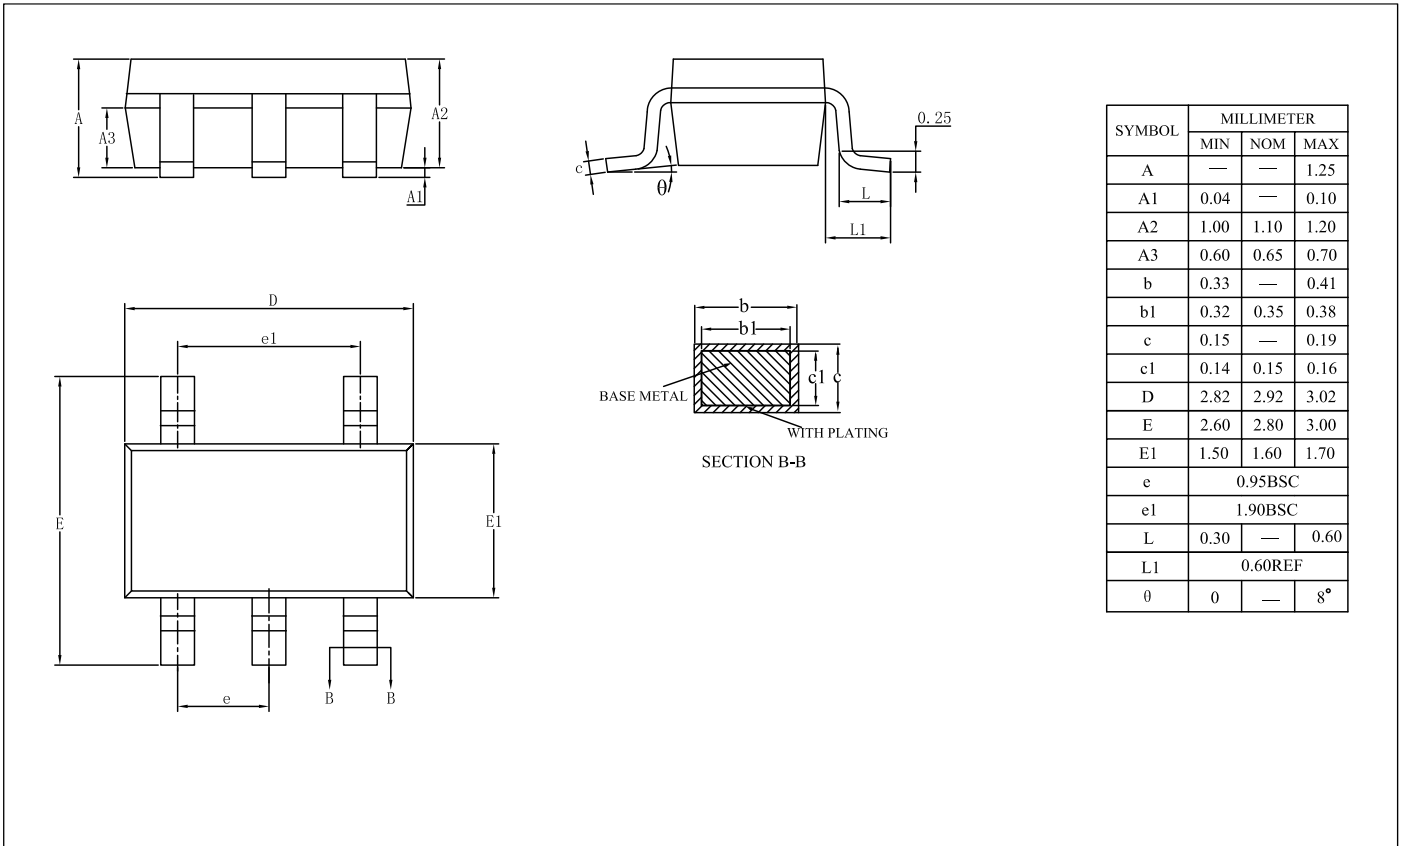 A
A3
A2
A1
c
θ
0.25
L
L1
D
e1
E
E1
e
B
B
b
b1
c1
c
BASE METAL
WITH PLATING
SECTION B-B
SYMBOL MILLIMETER
MIN NOM MAX
A — — 1.25
A1 0.04 — 0.10
A2 1.00 1.10 1.20
A3 0.60 0.65 0.70
b 0.33 — 0.41
b1 0.32 0.35 0.38
c 0.15 — 0.19
c1 0.14 0.15 0.16
D 2.82 2.92 3.02
E 2.60 2.80 3.00
E1 1.50 1.60 1.70
e 0.95BSC
e1 1.90BSC
L 0.30 — 0.60
L1 0.60REF
θ 0 — 8°